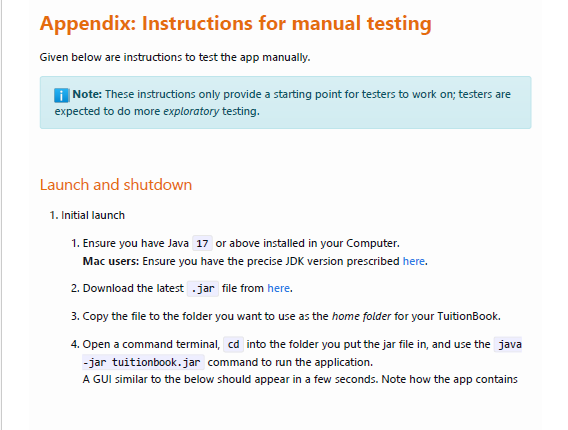 Appendix: Instructions for manual testing
Given below are instructions to test the app manually.
Note: These instructions only provide a starting point for testers to work on; testers are
expected to do more exploratory testing.
Launch and shutdown
1. Initial launch
1. Ensure you have Java 17 or above installed in your Computer.
Mac users: Ensure you have the precise JDK version prescribed here.
2. Download the latest .jar file from here.
3. Copy the file to the folder you want to use as the home folder for your TuitionBook.
4. Open a command terminal, cd into the folder you put the jar file in, and use the java
-jar tuitionbook.jar command to run the application.
A GUI similar to the below should appear in a few seconds. Note how the app contains